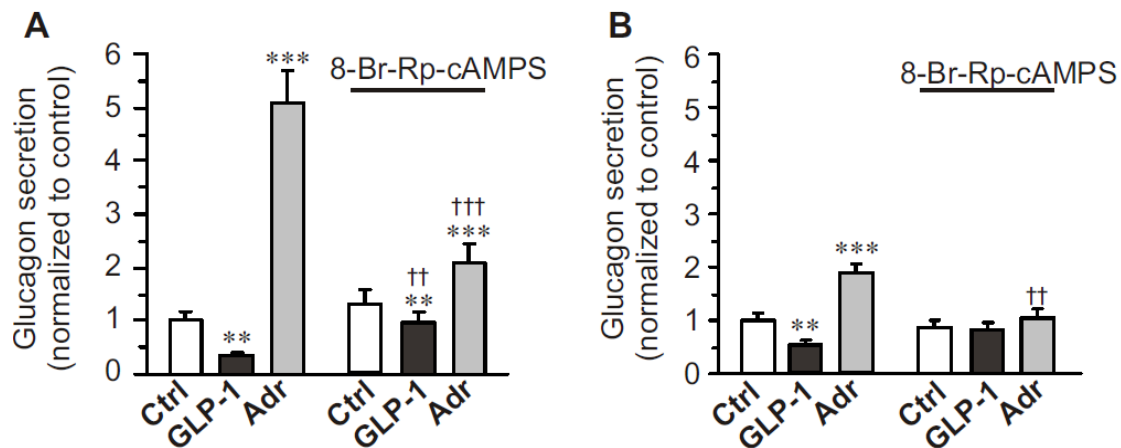 A
Glucagon secretion
(normalized to control)
6
5
4
3
2
1
0
***
8-Br-Rp-cAMPS
**
††
**
†††
***
Ctrl
GLP-1
Adr
Ctrl
GLP-1
Adr
B
Glucagon secretion
(normalized to control)
6
5
4
3
2
1
0
8-Br-Rp-cAMPS
**
***
††
Ctrl
GLP-1
Adr
Ctrl
GLP-1
Adr